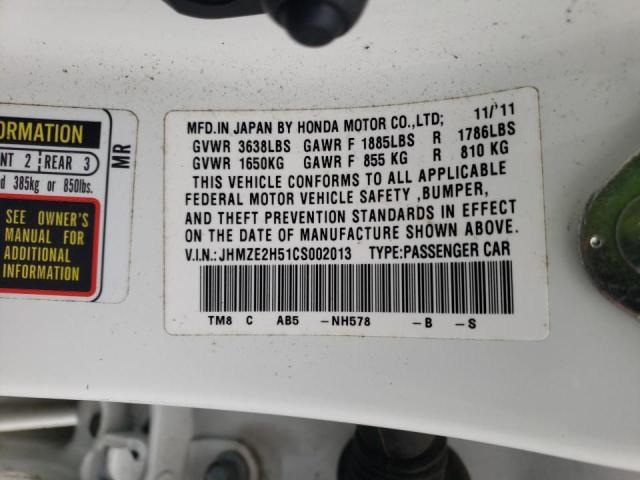 ORMATION
NT 2 REAR 3
d 385kg or 850lbs.
SEE OWNER'S
MANUAL FOR
ADDITIONAL
INFORMATION
MR
MFD.IN JAPAN BY HONDA MOTOR CO.,LTD; 11/'11
GVWR 3638LBS GAWR F 1885LBS R 1786LBS
GVWR 1650KG GAWR F 855 KG R 810 KG
THIS VEHICLE CONFORMS TO ALL APPLICABLE
FEDERAL MOTOR VEHICLE SAFETY ,BUMPER,
AND THEFT PREVENTION STANDARDS IN EFFECT
ON THE DATE OF MANUFACTURE SHOWN ABOVE.
V.I.N.:JHMZE2H51CS002013 TYPE:PASSENGER CAR
TM8 C AB5 -NH578 -B -S